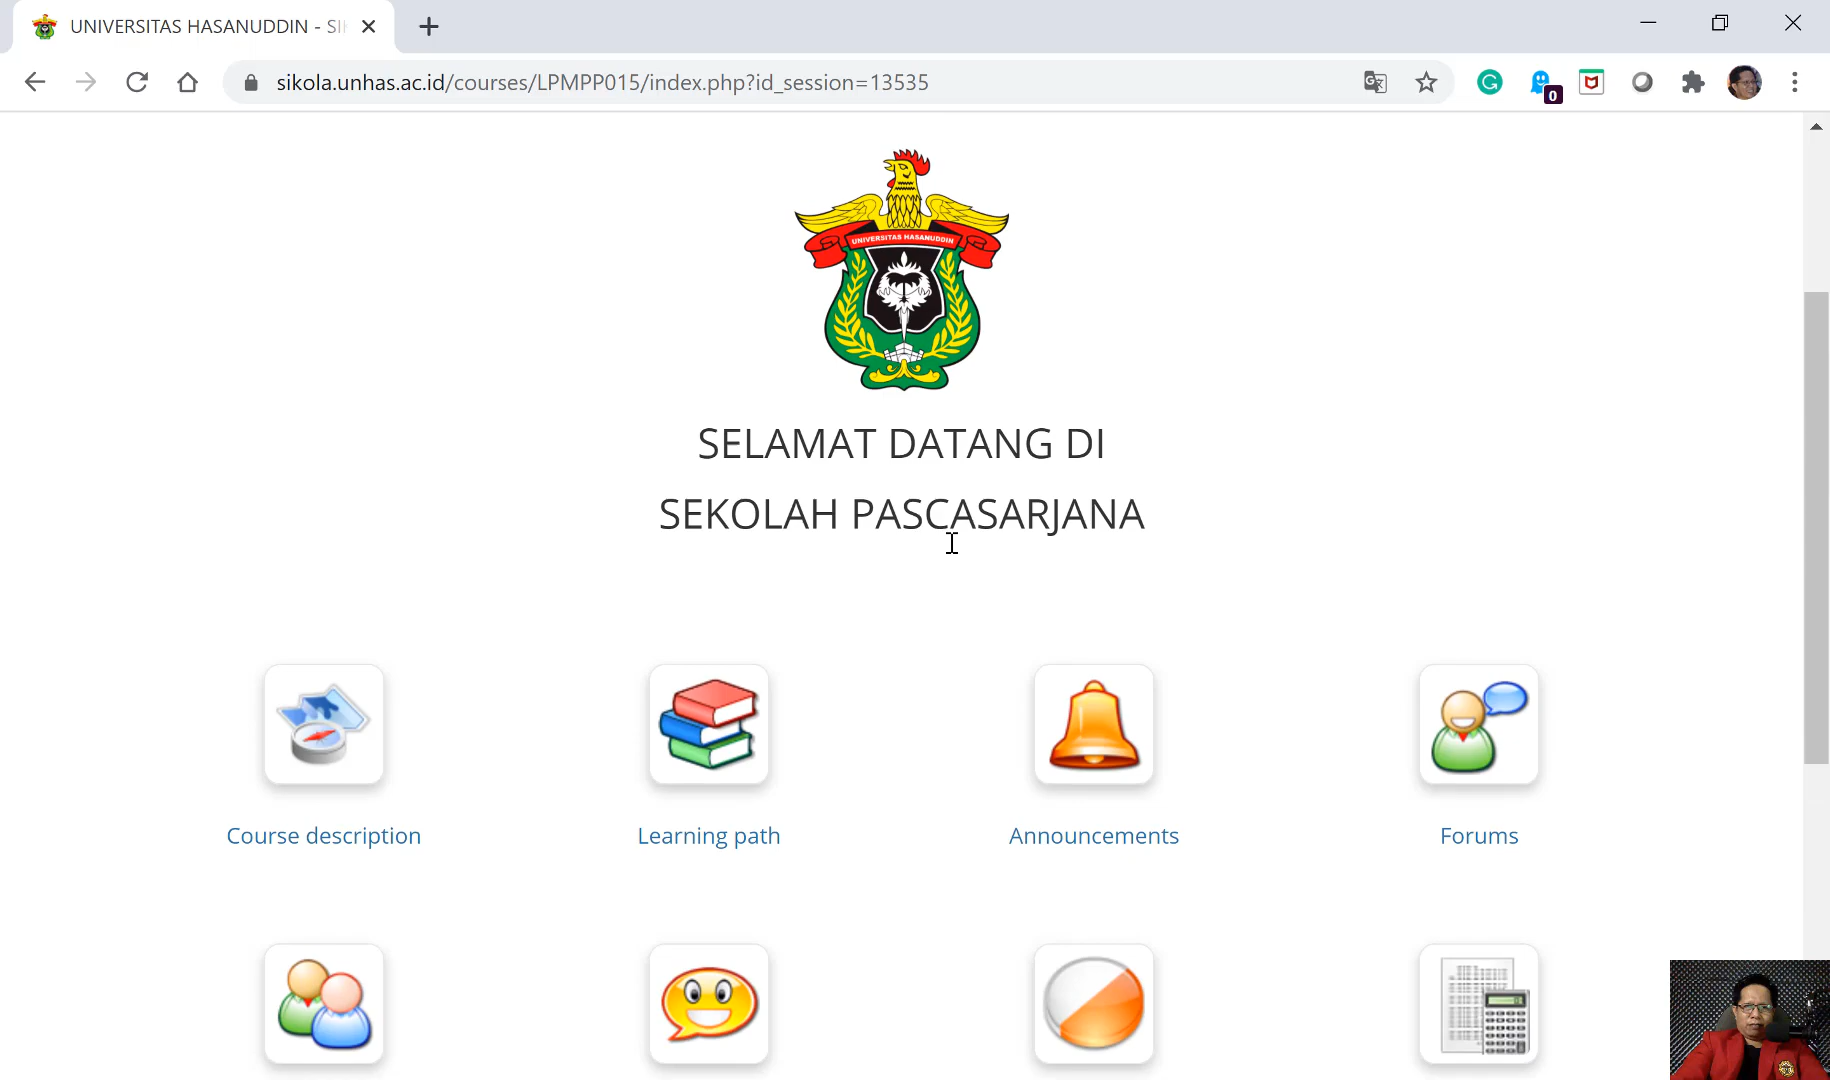 UNIVERSITAS HASANUDDIN - SI
sikola.unhas.ac.id/courses/LPMPP015/index.php?id_session=13535
0
UNIVERSITAS HASANUDDIN
SELAMAT DATANG DI
SEKOLAH PASCASARJANA
Course description
Learning path
Announcements
Forums